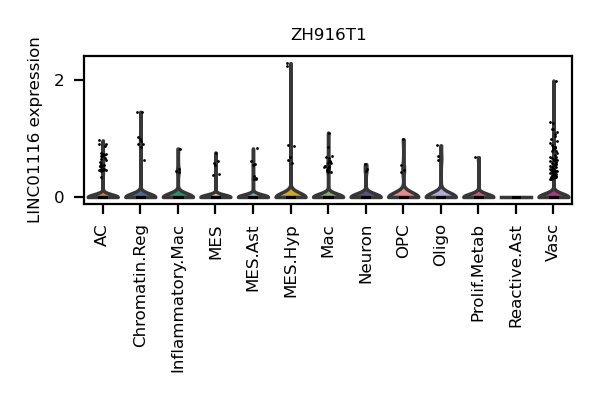 ZH916T1
LINC01116 expression
2
0
AC
Chromatin.Reg
Inflammatory.Mac
MES
MES.Ast
MES.Hyp
Mac
Neuron
OPC
Oligo
Prolif.Metab
Reactive.Ast
Vasc